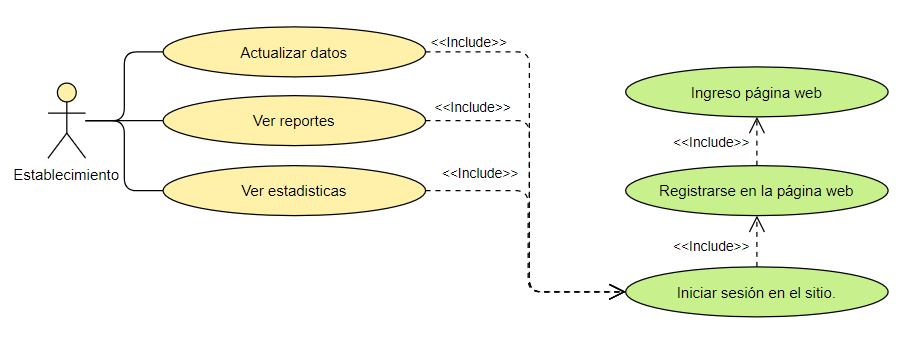 Actualizar datos
<<Include>>
Ver reportes
<<Include>>
Ver estadisticas
<<Include>>
Establecimiento
Ingreso página web
<<Include>>
Registrarse en la página web
<<Include>>
Iniciar sesión en el sitio.